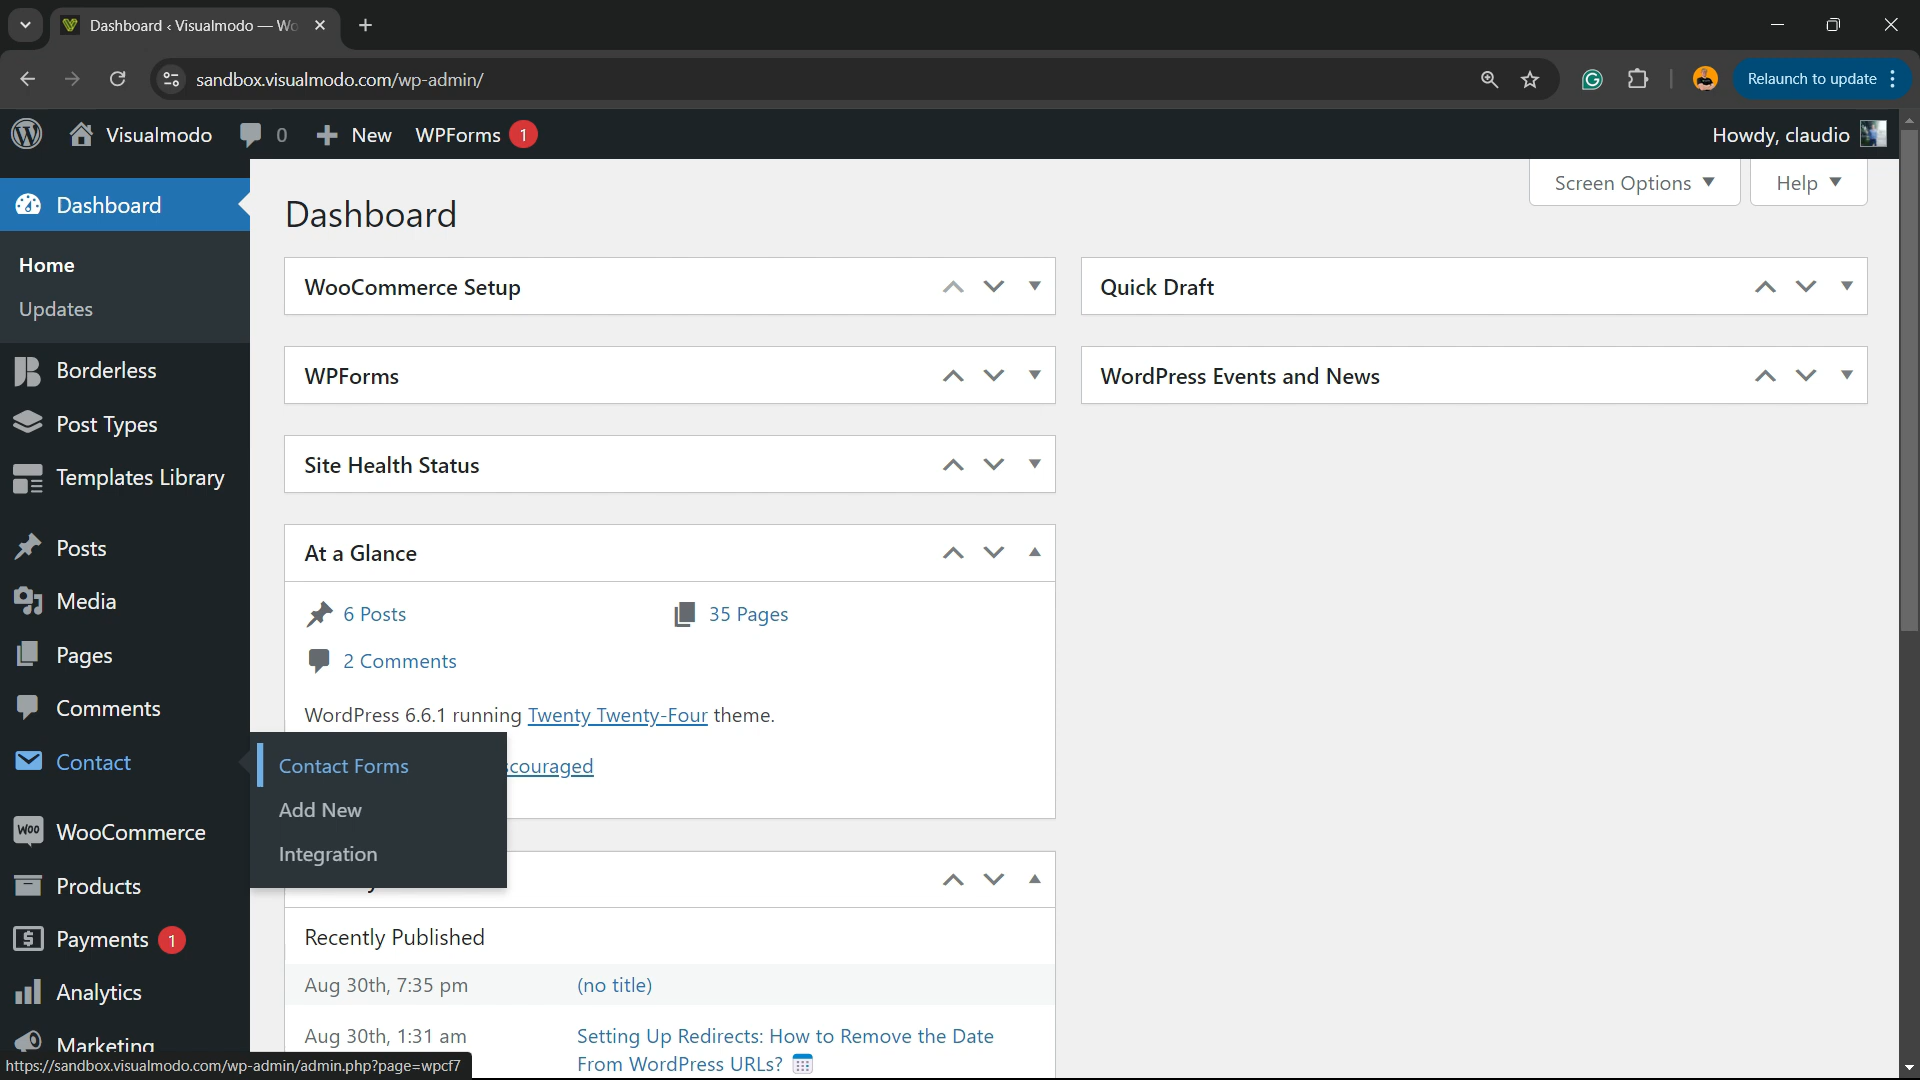 Dashboard ‹ Visualmodo — Wo
sandbox.visualmodo.com/wp-admin/
Relaunch to update
Visualmodo 0 New WPForms 1
Howdy, claudio
Screen Options Help
Dashboard
Home
Updates
Borderless
Post Types
Templates Library
Posts
Media
Pages
Comments
Contact
Contact Forms
Add New
Integration
WooCommerce
Products
Payments 1
Analytics
Marketing
Dashboard
WooCommerce Setup
WPForms
Site Health Status
At a Glance
6 Posts
35 Pages
2 Comments
WordPress 6.6.1 running Twenty Twenty-Four theme.
scouraged
Recently Published
Aug 30th, 7:35 pm (no title)
Aug 30th, 1:31 am Setting Up Redirects: How to Remove the Date
From WordPress URLs?
Quick Draft
WordPress Events and News
https://sandbox.visualmodo.com/wp-admin/admin.php?page=wpcf7